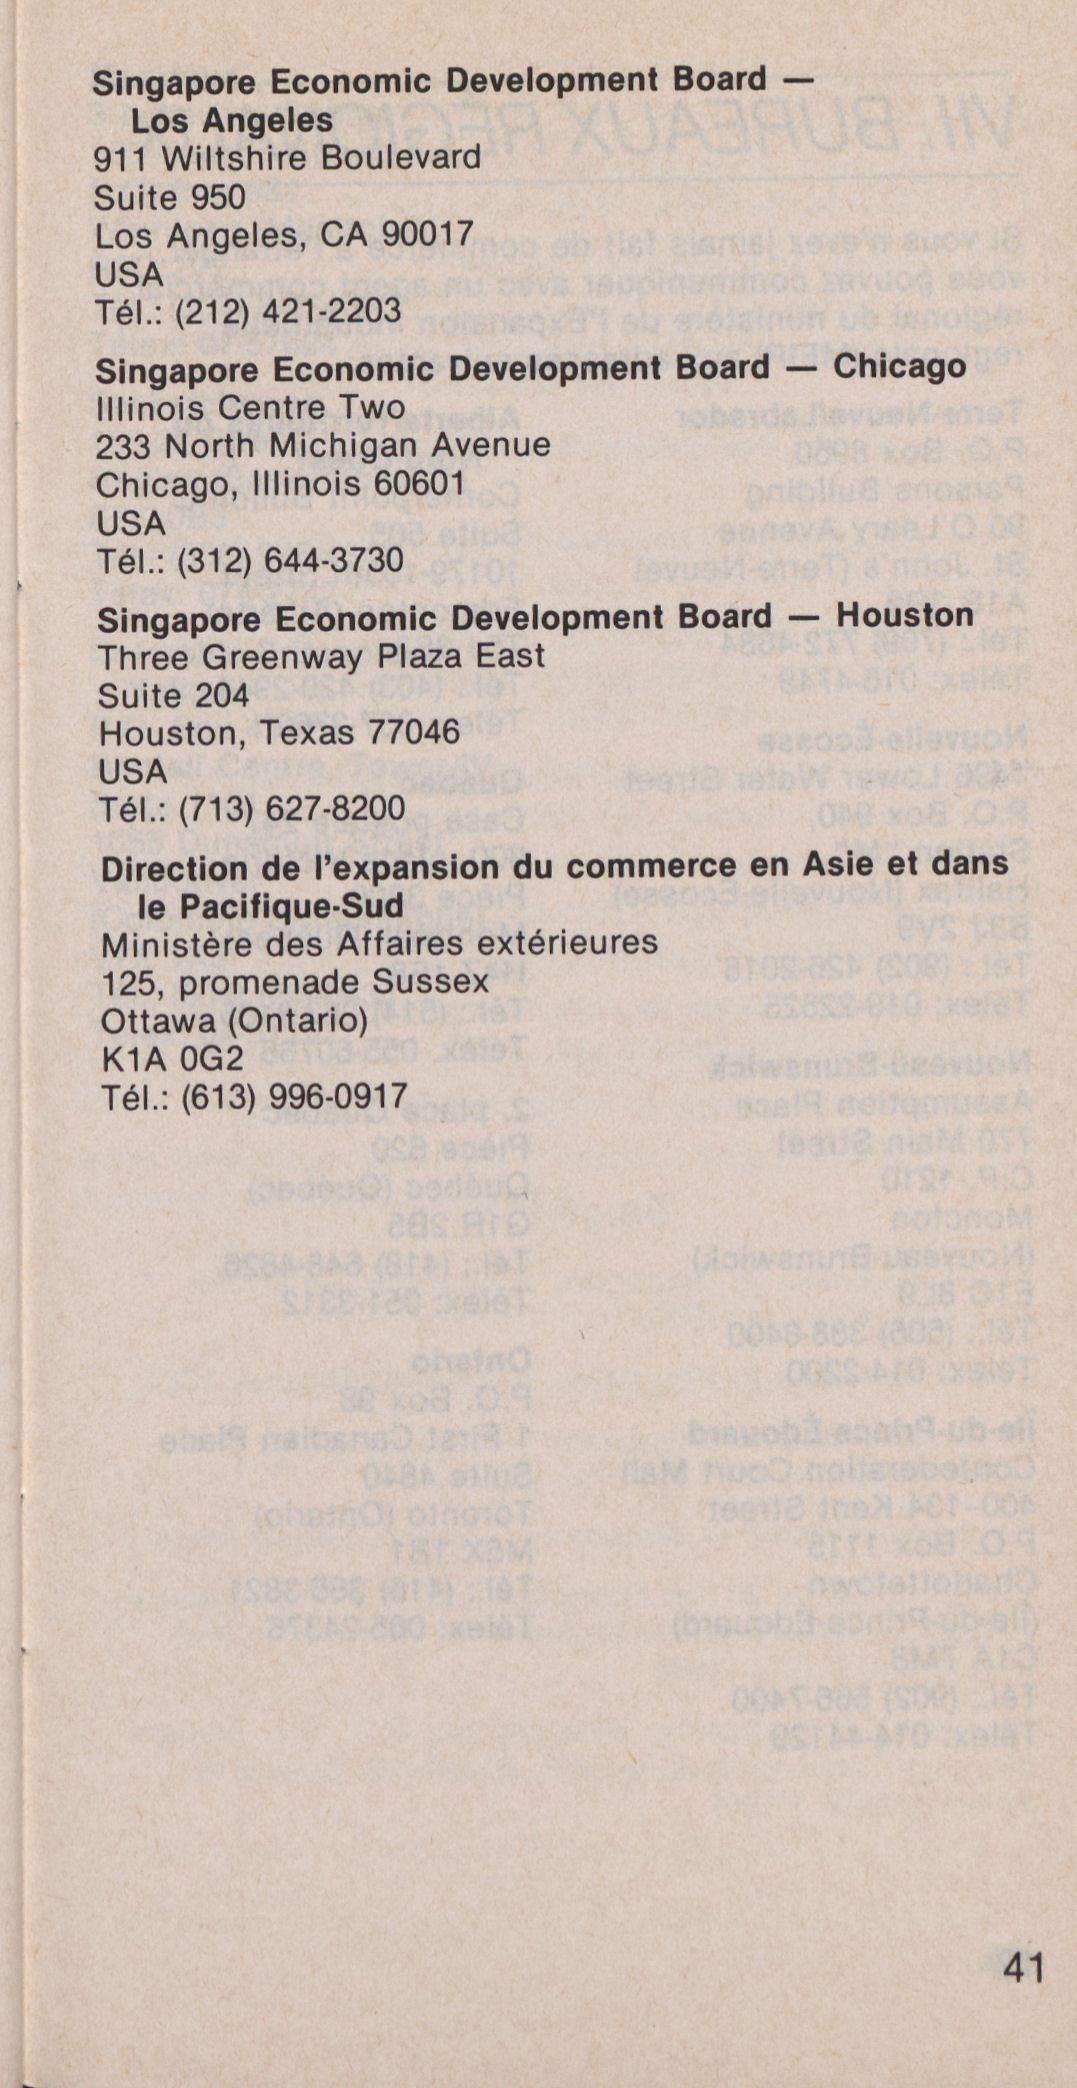 Singapore Economic Development Board —
Los Angeles
911 Wiltshire Boulevard
Suite 950
Los Angeles, CA 90017
USA
Tél.: (212) 421-2203
Singapore Economic Development Board — Chicago
Illinois Centre Two
233 North Michigan Avenue
Chicago, Illinois 60601
USA
Tél.: (312) 644-3730
Singapore Economic Development Board — Houston
Three Greenway Plaza East
Suite 204
Houston, Texas 77046
USA
Tél.: (713) 627-8200
Direction de l'expansion du commerce en Asie et dans
le Pacifique-Sud
Ministère des Affaires extérieures
125, promenade Sussex
Ottawa (Ontario)
K1A 0G2
Tél.: (613) 996-0917
41